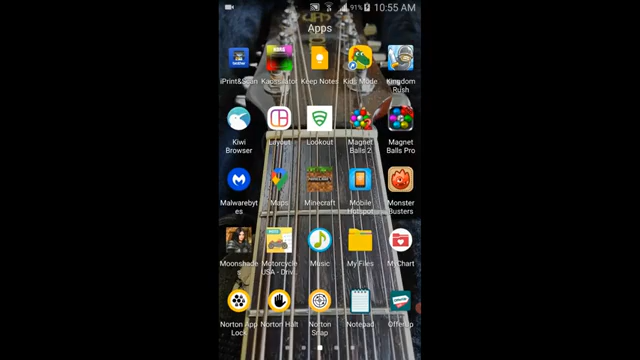 91% 10:55 AM
Apps
iPrint&Scan Kaossilator Keep Notes Kids Mode Kingdom
Rush
Kiwi
Browser
Layout
Lookout
Magnet
Balls 2
Magnet
Balls Pro
Malwarebyt
es
Maps
Minecraft
Mobile
Hotspot
Monster
Busters
Moonshades
Motorcycle
USA - Driv..
Music
My Files
MyChart
Norton App
Lock
Norton Halt
Norton
Snap
Notepad
OfferUp